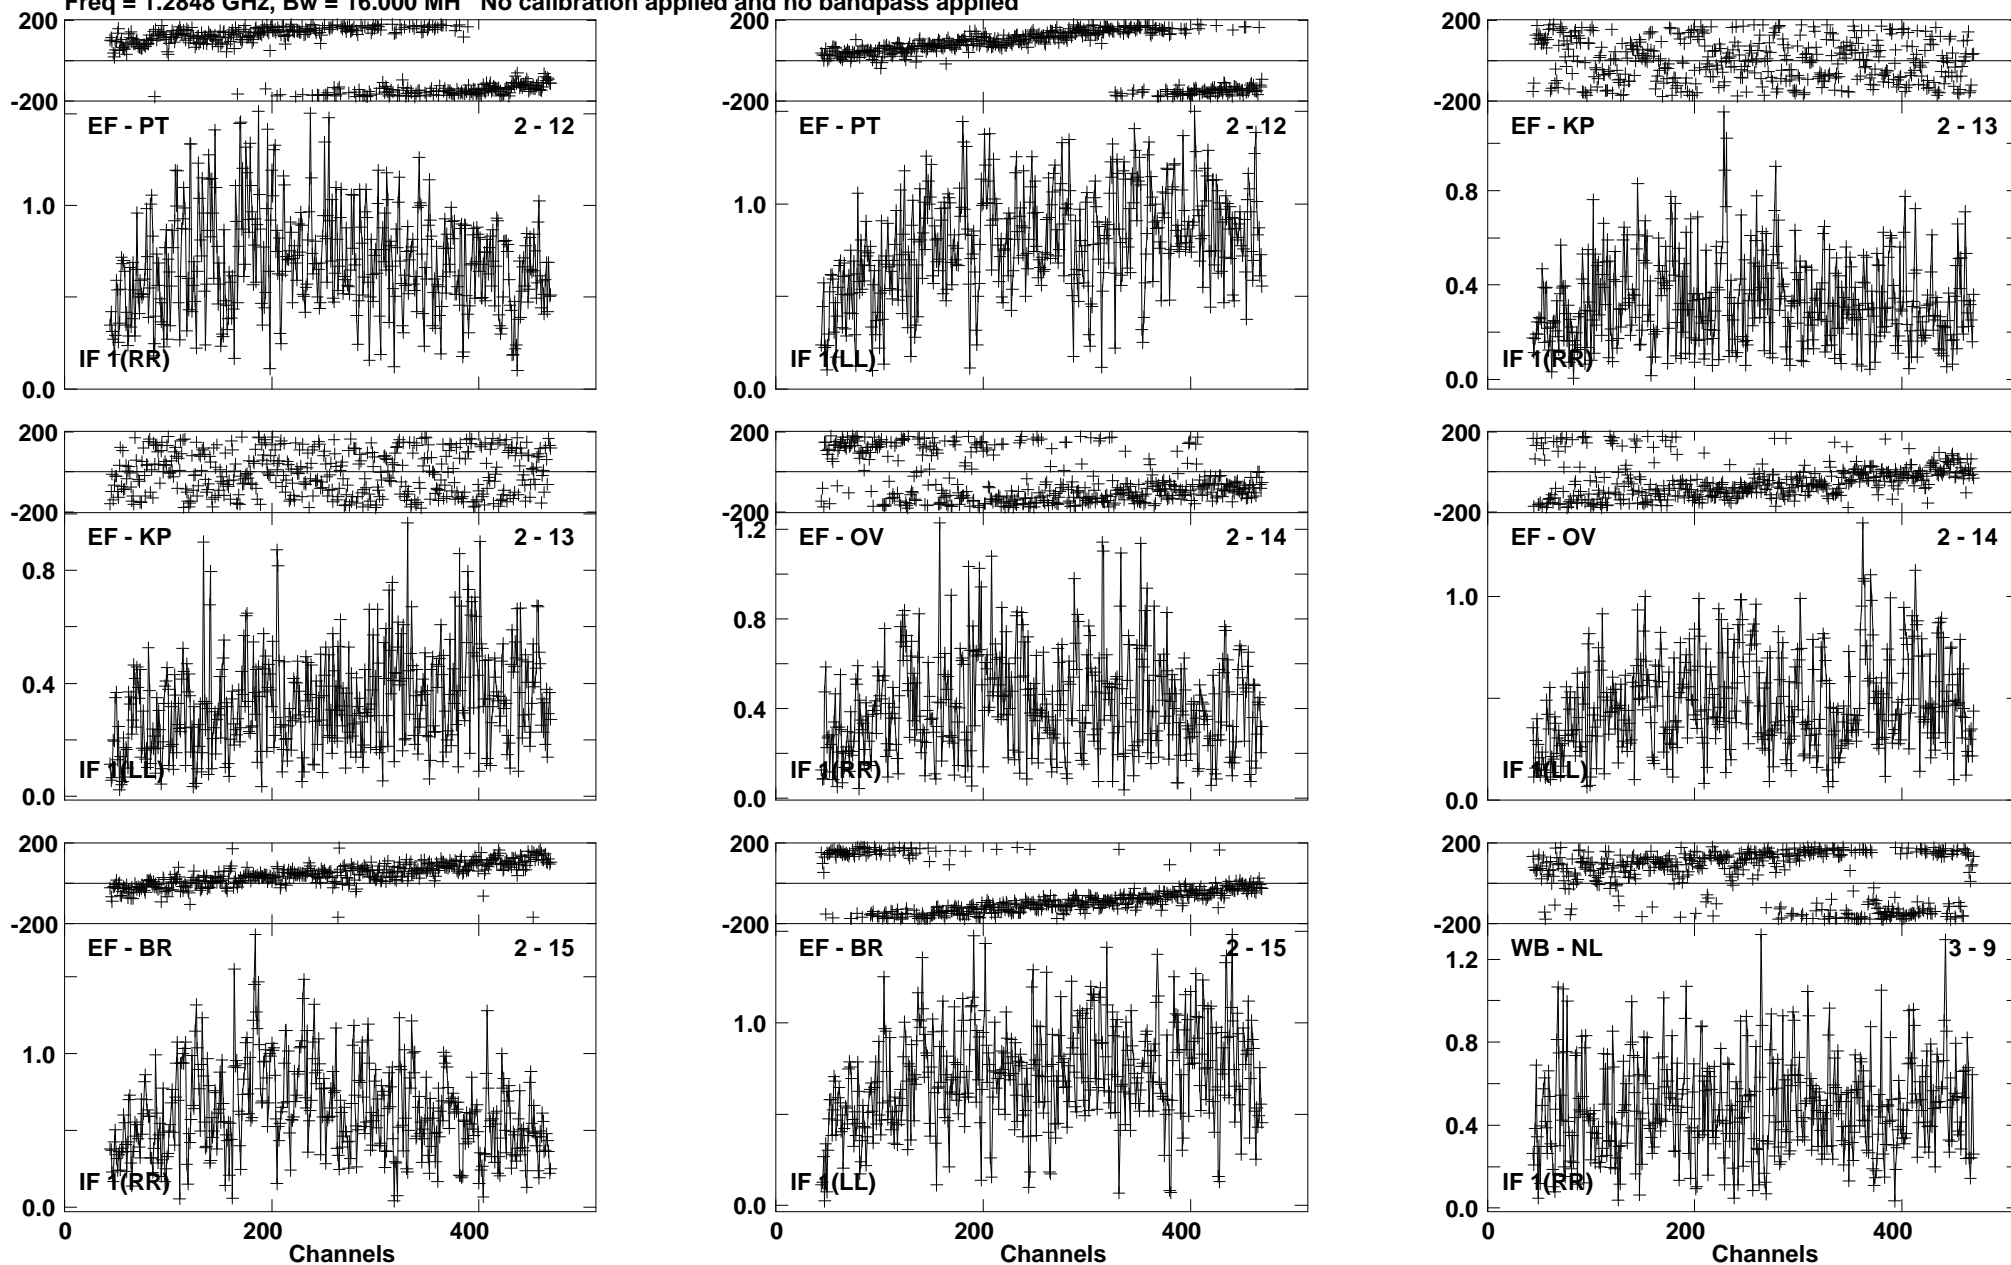 Freq = 1.2848 GHz, Bw = 16.000 MH No calibration applied and no bandpass applied
200
-200
EF - PT 2 - 12
1.0
IF 1(RR)
0.0
200
-200
EF - PT 2 - 12
1.0
IF 1(LL)
0.0
200
-200
EF - KP 2 - 13
0.8
0.4
IF 1(RR)
0.0
200
-200
EF - KP 2 - 13
0.8
0.4
IF 1(LL)
0.0
200
-200
1.2
EF - OV 2 - 14
0.8
0.4
IF 1(RR)
0.0
200
-200
EF - OV 2 - 14
1.0
IF 1(LL)
0.0
200
-200
EF - BR 2 - 15
1.0
IF 1(RR)
0.0
0 200 400
Channels
200
-200
EF - BR 2 - 15
1.0
IF 1(LL)
0.0
0 200 400
Channels
200
-200
WB - NL 3 - 9
1.2
0.8
0.4
IF 1(RR)
0.0
0 200 400
Channels